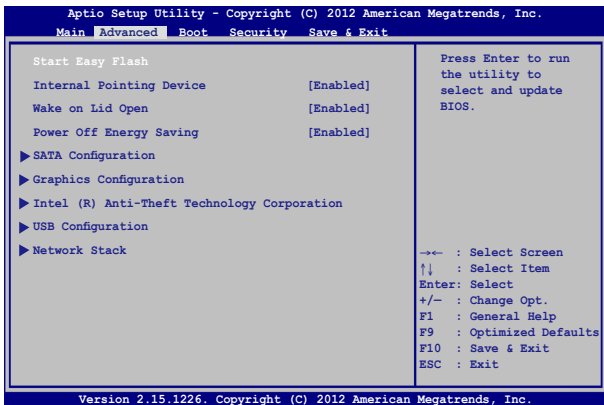 Aptio Setup Utility - Copyright (C) 2012 American Megatrends, Inc.
Main Advanced Boot Security Save & Exit
Start Easy Flash
Internal Pointing Device [Enabled]
Wake on Lid Open [Enabled]
Power Off Energy Saving [Enabled]
SATA Configuration
Graphics Configuration
Intel (R) Anti-Theft Technology Corporation
USB Configuration
Network Stack
Press Enter to run
the utility to
select and update
BIOS.
→← : Select Screen
↑↓ : Select Item
Enter: Select
+/— : Change Opt.
F1 : General Help
F9 : Optimized Defaults
F10 : Save & Exit
ESC : Exit
Version 2.15.1226. Copyright (C) 2012 American Megatrends, Inc.